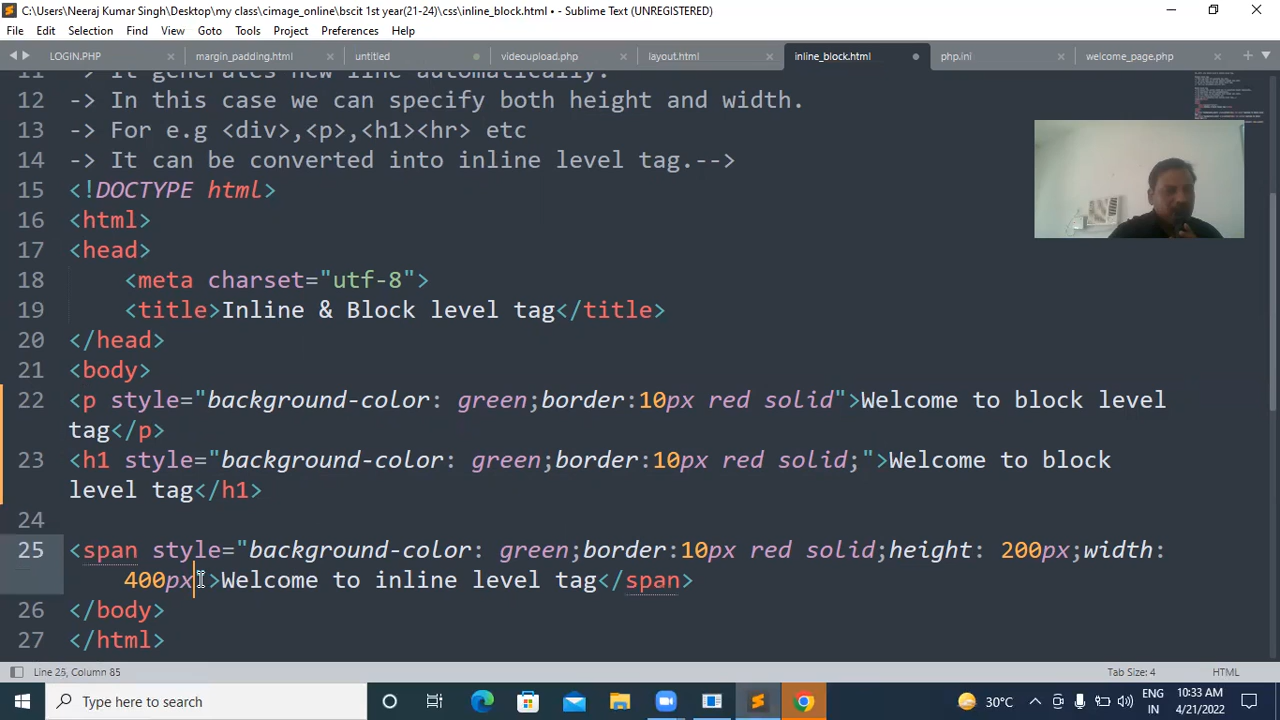 C:\Users\Neeraj Kumar Singh\Desktop\my class\cimage_online\bscit 1st year(21-24)\css\inline_block.html • - Sublime Text (UNREGISTERED)
File Edit Selection Find View Goto Tools Project Preferences Help
LOGIN.PHP margin_padding.html untitled videoupload.php layout.html inline_block.html php.ini welcome_page.php
11 -> It generates new line automatically.
12 -> In this case we can specify both height and width.
13 -> For e.g <div>,<p>,<h1><hr> etc
14 -> It can be converted into inline level tag.-->
15 <!DOCTYPE html>
16 <html>
17 <head>
18 <meta charset="utf-8">
19 <title>Inline & Block level tag</title>
20 </head>
21 <body>
22 <p style="background-color: green;border:10px red solid">Welcome to block level
tag</p>
23 <h1 style="background-color: green;border:10px red solid;">Welcome to block
level tag</h1>
24
25 <span style="background-color: green;border:10px red solid;height: 200px;width:
400px">Welcome to inline level tag</span>
26 </body>
27 </html>
Line 25, Column 85 Tab Size: 4 HTML
Type here to search 30°C ENG IN 10:33 AM 4/21/2022